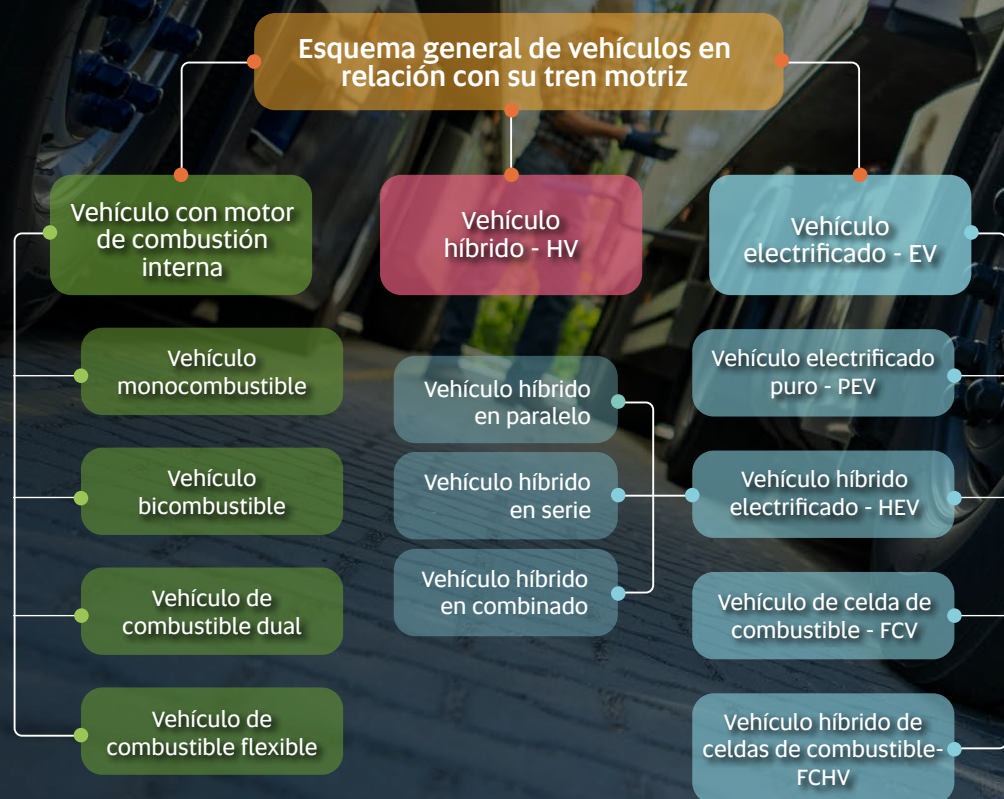 Esquema general de vehículos en
relación con su tren motriz
Vehículo con motor
de combustión
interna
Vehículo
híbrido - HV
Vehículo
electrificado - EV
Vehículo
monocombustible
Vehículo
bicombustible
Vehículo de
combustible dual
Vehículo de
combustible flexible
Vehículo híbrido
en paralelo
Vehículo híbrido
en serie
Vehículo híbrido
en combinado
Vehículo electrificado
puro - PEV
Vehículo híbrido
electrificado - HEV
Vehículo de celda de
combustible - FCV
Vehículo híbrido de
celdas de combustible-
FCHV